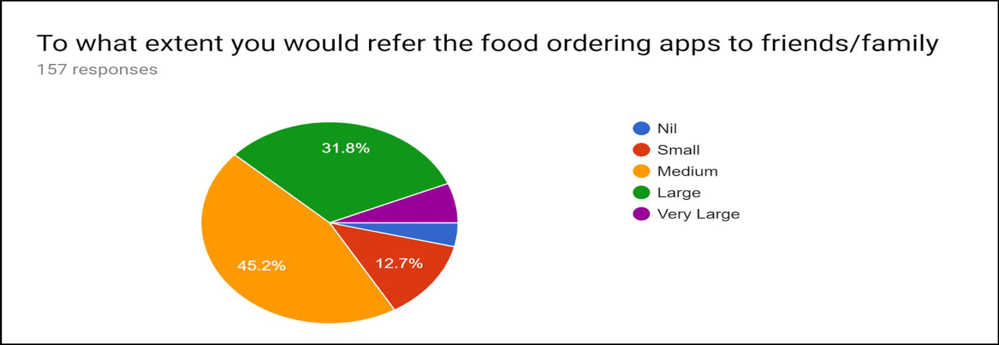 To what extent you would refer the food ordering apps to friends/family
157 responses
31.8%
45.2%
12.7%
Nil
Small
Medium
Large
Very Large